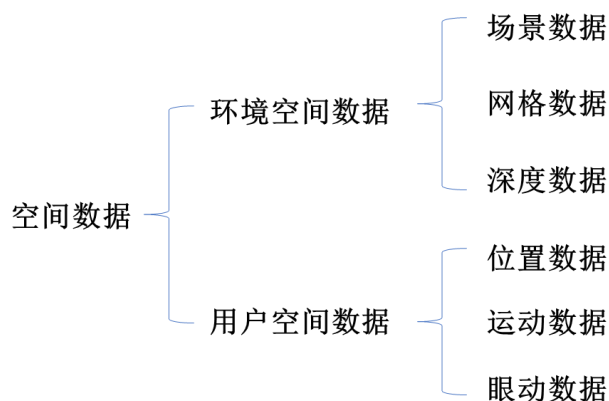 空间数据
环境空间数据
场景数据
网格数据
深度数据
用户空间数据
位置数据
运动数据
眼动数据